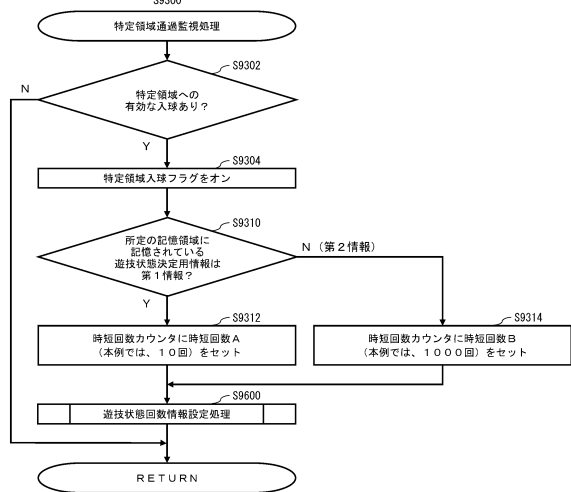 S9300
特定領域通過監視処理
S9302
特定領域への
有効な入球あり？
N
Y
S9304
特定領域入球フラグをオン
S9310
所定の記憶領域に
記憶されている
遊技状態決定用情報は
第１情報？
N（第２情報）
Y
S9312
時短回数カウンタに時短回数Ａ
（本例では、１０回）をセット
S9314
時短回数カウンタに時短回数Ｂ
（本例では、１０００回）をセット
S9600
遊技状態回数情報設定処理
ＲＥＴＵＲＮ